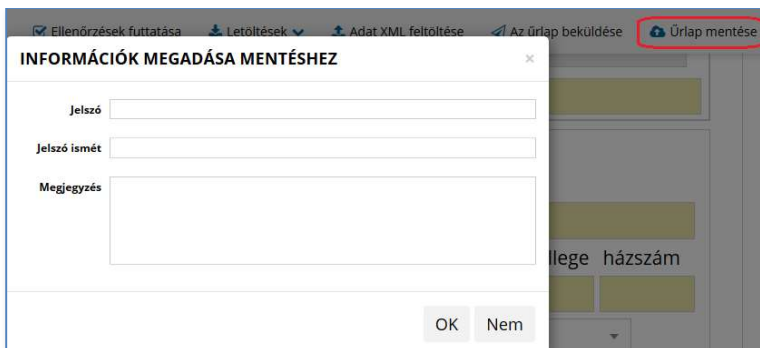 Ellenőrzések futtatása Letöltések Adat XML feltöltése Az űrlap beküldése Űrlap mentése
INFORMÁCIÓK MEGADÁSA MENTÉSHEZ ×
Jelszó
Jelszó ismét
Megjegyzés
llege házszám
OK Nem